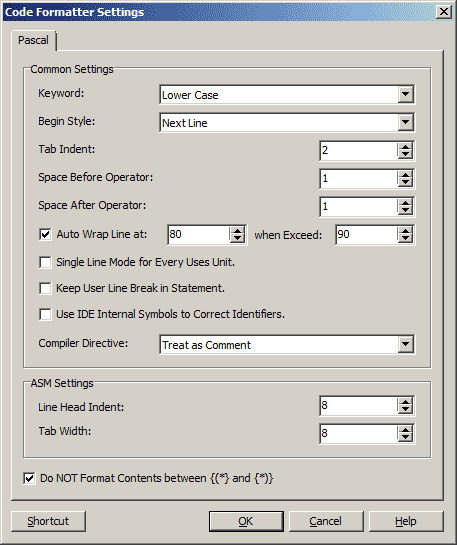 Code Formatter Settings
Pascal
Common Settings
Keyword: Lower Case
Begin Style: Next Line
Tab Indent: 2
Space Before Operator: 1
Space After Operator: 1
Auto Wrap Line at: 80 when Exceed: 90
Single Line Mode for Every Uses Unit.
Keep User Line Break in Statement.
Use IDE Internal Symbols to Correct Identifiers.
Compiler Directive: Treat as Comment
ASM Settings
Line Head Indent: 8
Tab Width: 8
Do NOT Format Contents between {(*} and {*)}
Shortcut OK Cancel Help